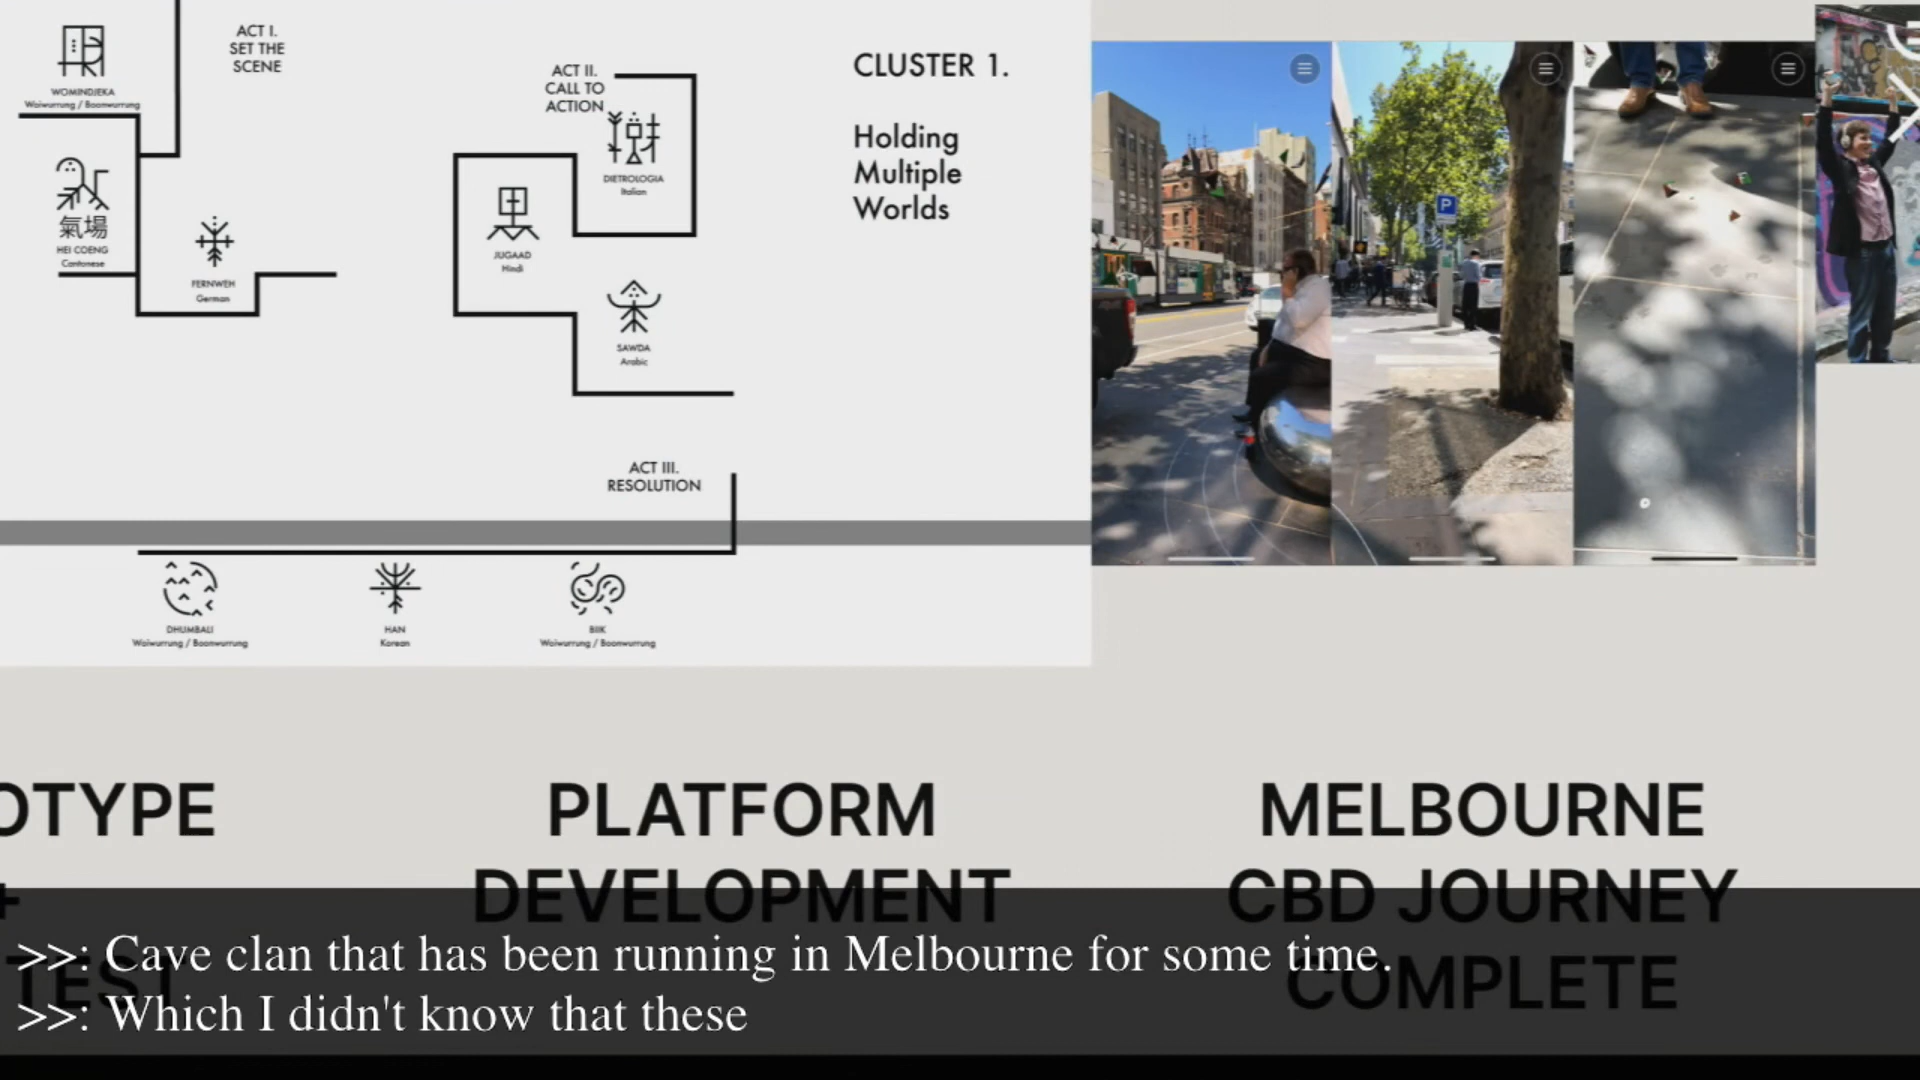 WOMINDJEKA
Woiwurrung / Boonwurrung
氣場
HEI COENG
Cantonese
FERNWEH
German
ACT I.
SET THE
SCENE
ACT II.
CALL TO
ACTION
DIETROLOGIA
Italian
JUGAAD
Hindi
SAWDA
Arabic
ACT III.
RESOLUTION
DHUMBALI
Woiwurrung / Boonwurrung
HAN
Korean
BIIK
Woiwurrung / Boonwurrung
CLUSTER 1.
Holding
Multiple
Worlds
P
OTYPE
+
TEST
PLATFORM
DEVELOPMENT
MELBOURNE
CBD JOURNEY
COMPLETE
>>: Cave clan that has been running in Melbourne for some time.
>>: Which I didn't know that these